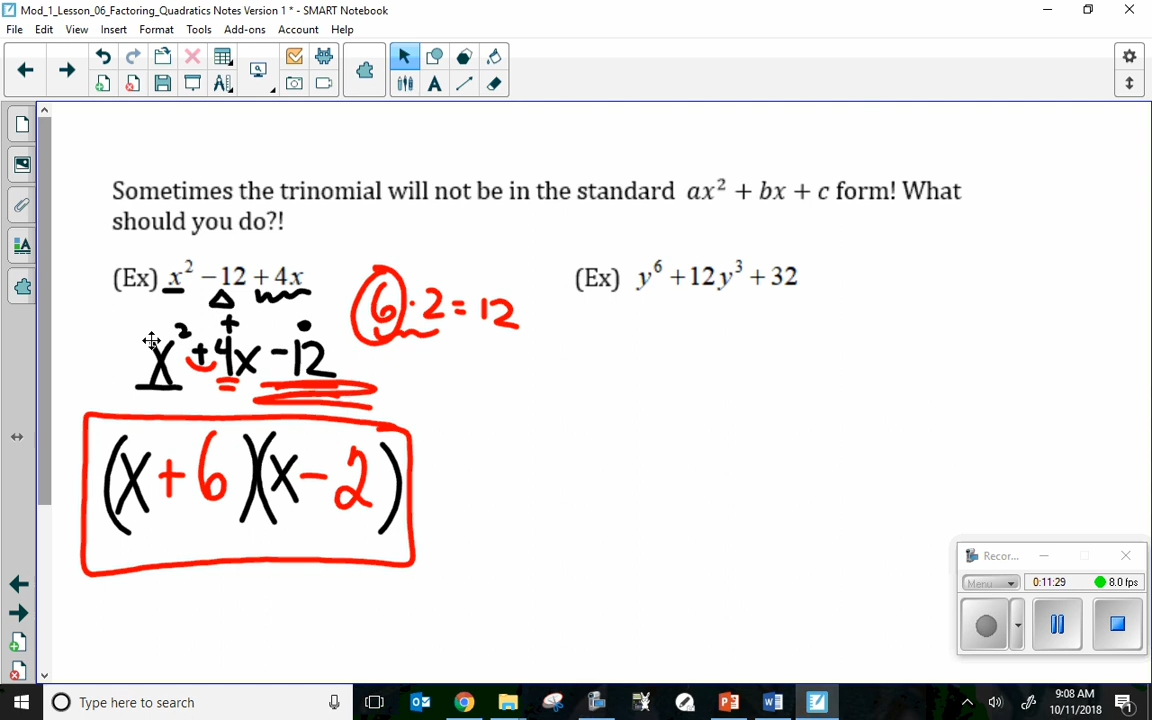 Mod_1_Lesson_06_Factoring_Quadratics Notes Version 1 * - SMART Notebook
File Edit View Insert Format Tools Add-ons Account Help
Sometimes the trinomial will not be in the standard ax² + bx + c form! What
should you do?!
(Ex) x² − 12 + 4x
(Ex) y⁶ + 12y³ + 32
6 · 2 = 12
+ •
x² + 4x − 12
(x + 6)(x − 2)
Recor...
Menu 0:11:29 8.0 fps
Type here to search
9:08 AM
10/11/2018
1